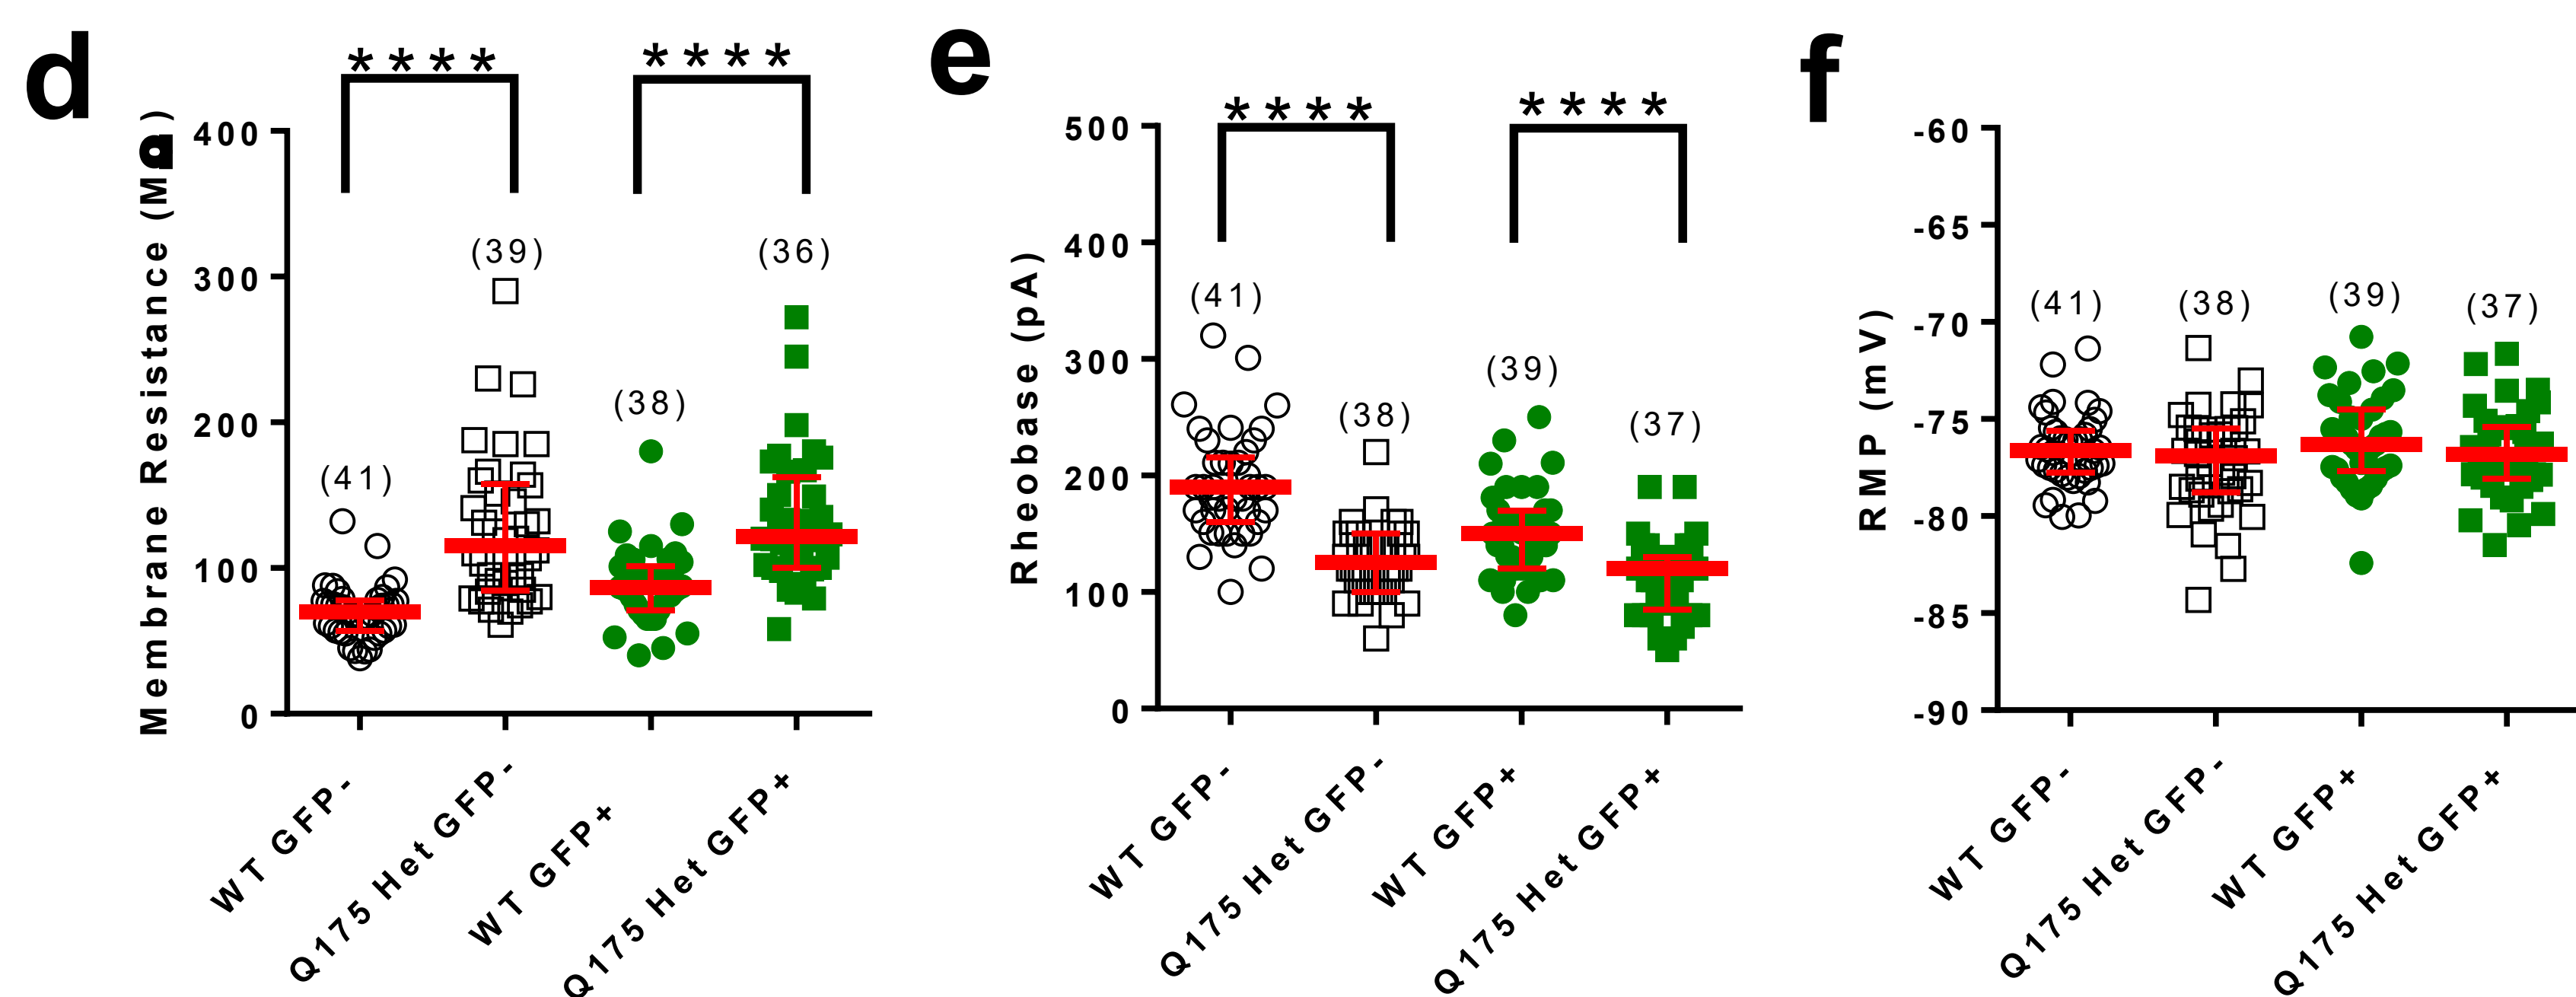 d
* * * *
* * * *
Membrane Resistance (MΩ)
400
300
200
100
0
(41)
(39)
(38)
(36)
WT GFP-
Q175 Het GFP-
WT GFP+
Q175 Het GFP+
e
* * * *
* * * *
Rheobase (pA)
500
400
300
200
100
0
(41)
(38)
(39)
(37)
WT GFP-
Q175 Het GFP-
WT GFP+
Q175 Het GFP+
f
RMP (mV)
-60
-65
-70
-75
-80
-85
-90
(41)
(38)
(39)
(37)
WT GFP-
Q175 Het GFP-
WT GFP+
Q175 Het GFP+